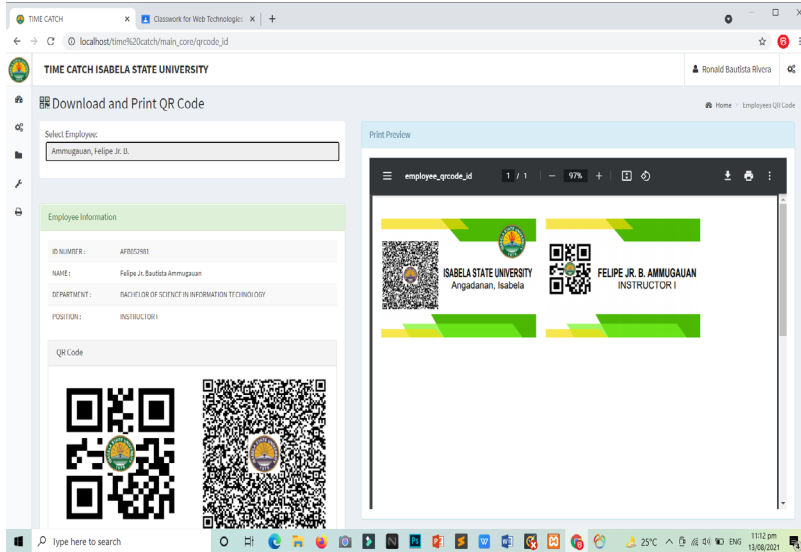 TIME CATCH
Classwork for Web Technologies
localhost/time%20catch/main_core/qrcode_id
TIME CATCH ISABELA STATE UNIVERSITY
Ronald Bautista Rivera
Download and Print QR Code
Home > Employees QR Code
Select Employee:
Ammugauan, Felipe Jr. B.
Print Preview
employee_qrcode_id 1 / 1 97%
Employee Information
ID NUMBER : AFB052981
NAME : Felipe Jr. Bautista Ammugauan
DEPARTMENT : BACHELOR OF SCIENCE IN INFORMATION TECHNOLOGY
POSITION : INSTRUCTOR I
ISABELA STATE UNIVERSITY
Angadanan, Isabela
FELIPE JR. B. AMMUGAUAN
INSTRUCTOR I
QR Code
Type here to search
25°C
ENG
11:12 pm
13/08/2021